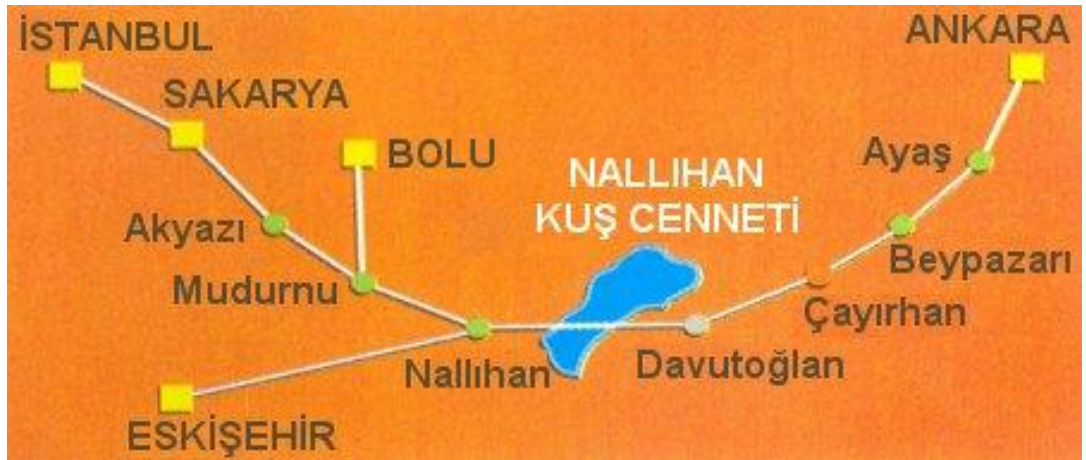 İSTANBUL
ANKARA
SAKARYA
BOLU
Ayaş
NALLIHAN
KUŞ CENNETİ
Akyazı
Beypazarı
Mudurnu
Çayırhan
Nallıhan
Davutoğlan
ESKİŞEHİR